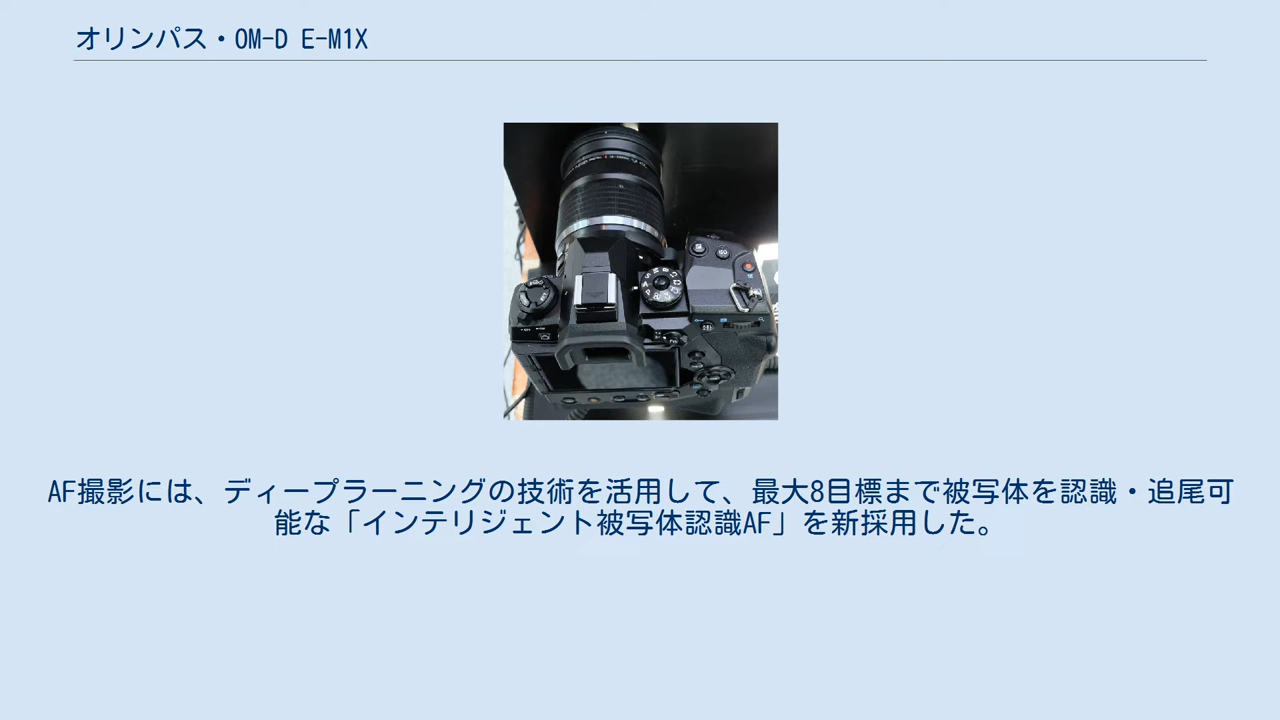 オリンパス・OM-D E-M1X
AF撮影には、ディープラーニングの技術を活用して、最大8目標まで被写体を認識・追尾可
能な「インテリジェント被写体認識AF」を新採用した。